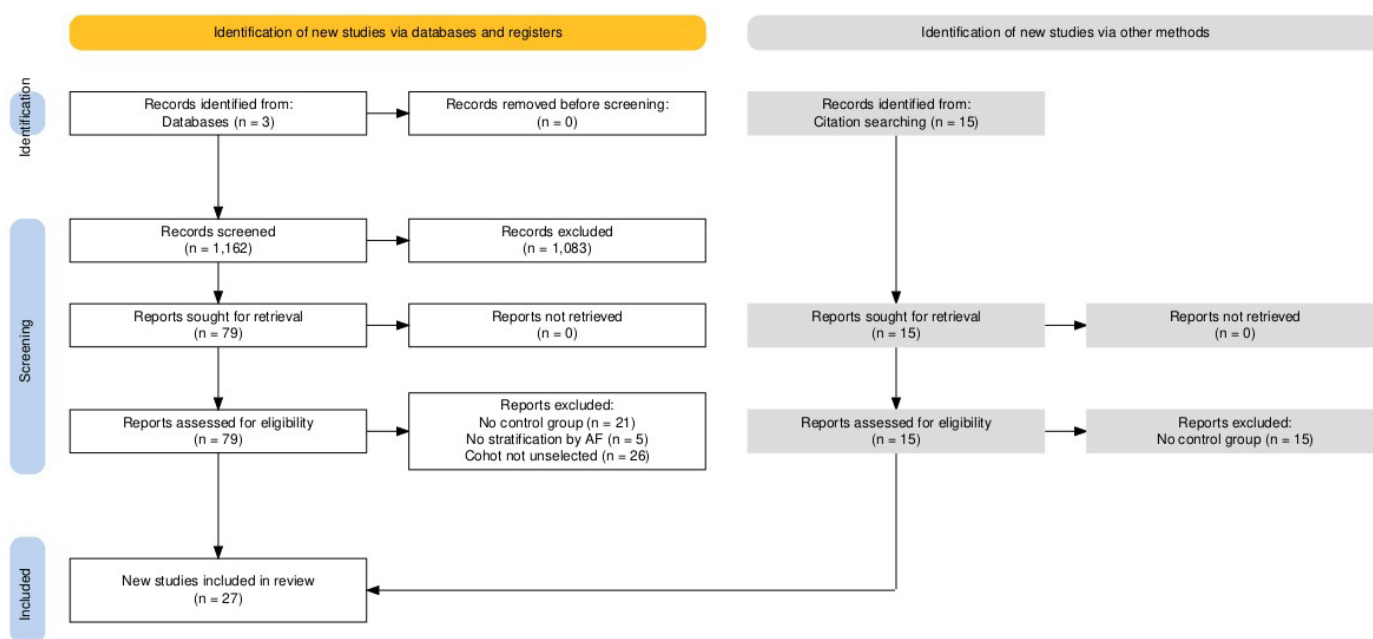 Identification of new studies via databases and registers
Identification of new studies via other methods
Identification
Records identified from:
Databases (n = 3)
Records removed before screening:
(n = 0)
Records identified from:
Citation searching (n = 15)
Screening
Records screened
(n = 1,162)
Records excluded
(n = 1,083)
Reports sought for retrieval
(n = 79)
Reports not retrieved
(n = 0)
Reports sought for retrieval
(n = 15)
Reports not retrieved
(n = 0)
Reports assessed for eligibility
(n = 79)
Reports excluded:
No control group (n = 21)
No stratification by AF (n = 5)
Cohot not unselected (n = 26)
Reports assessed for eligibility
(n = 15)
Reports excluded:
No control group (n = 15)
Included
New studies included in review
(n = 27)